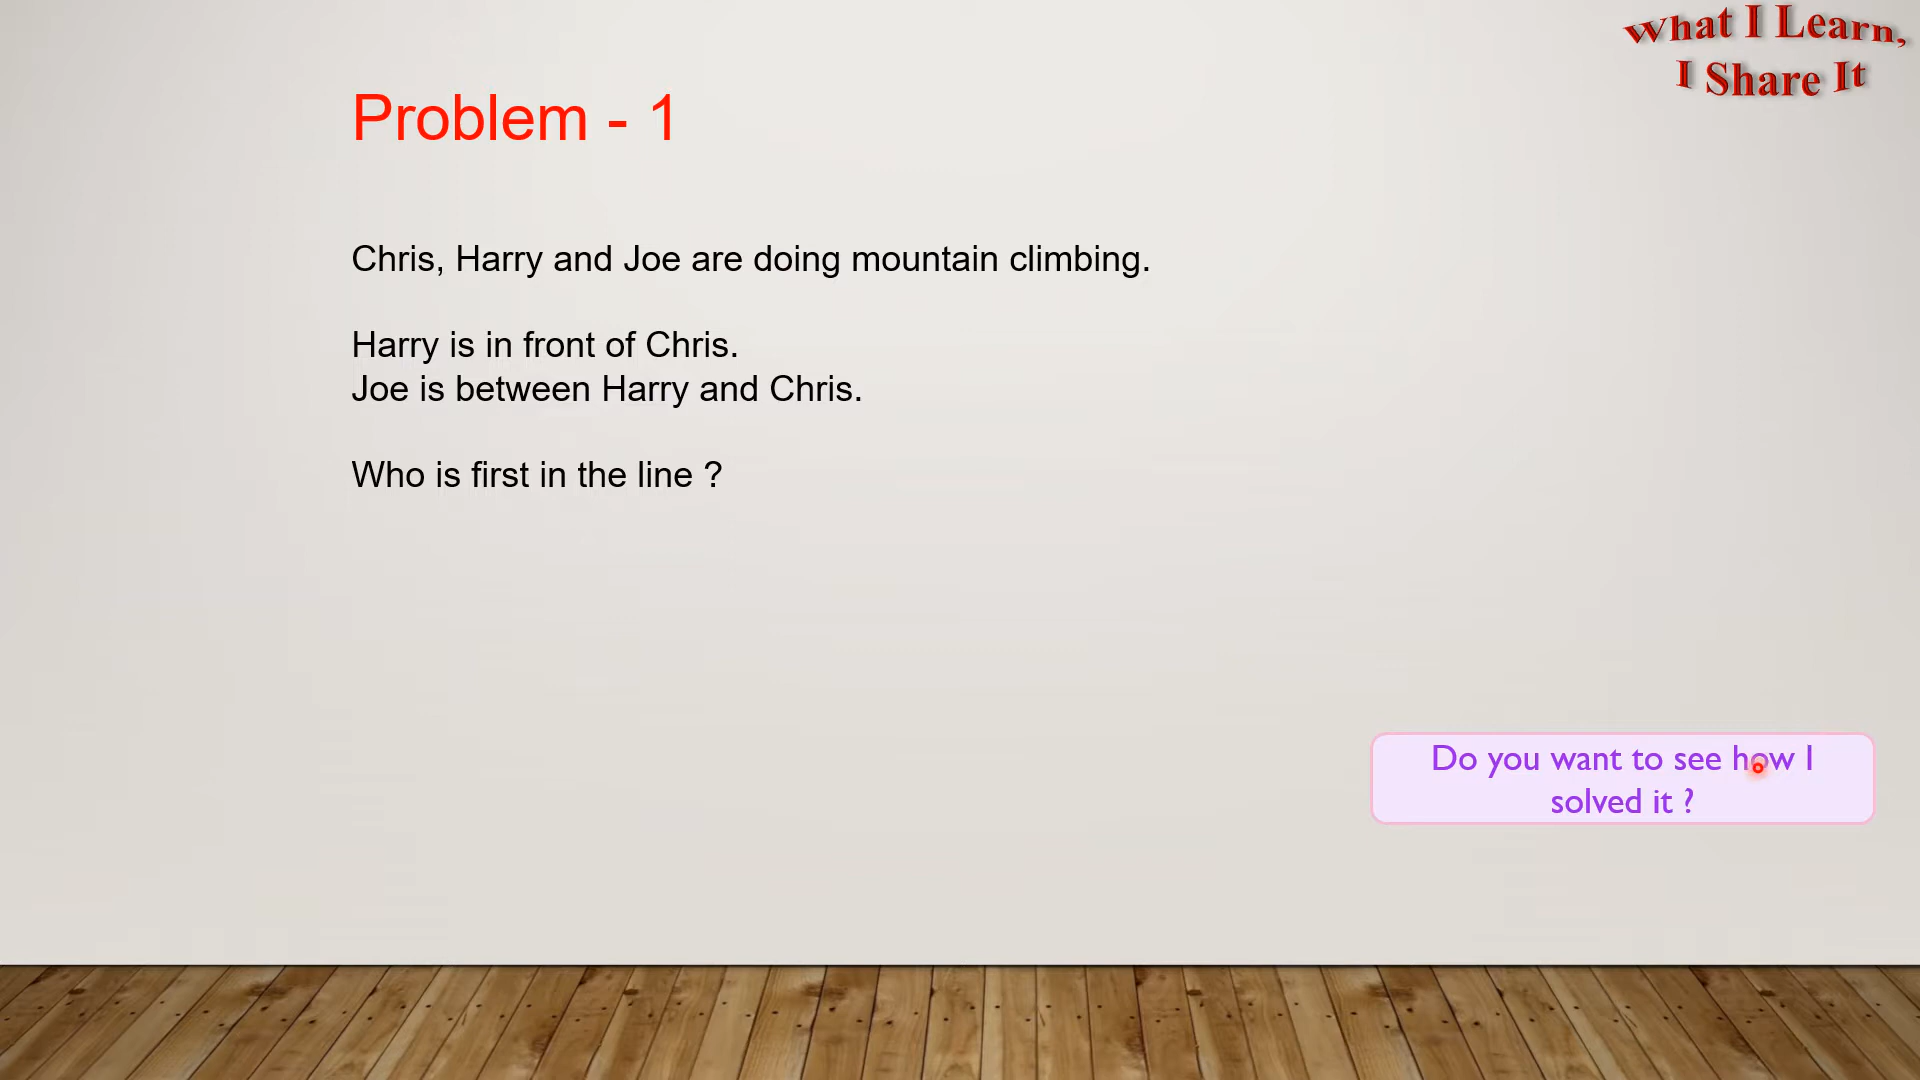 What I Learn,
I Share It
Problem - 1
Chris, Harry and Joe are doing mountain climbing.
Harry is in front of Chris.
Joe is between Harry and Chris.
Who is first in the line ?
Do you want to see how I
solved it ?